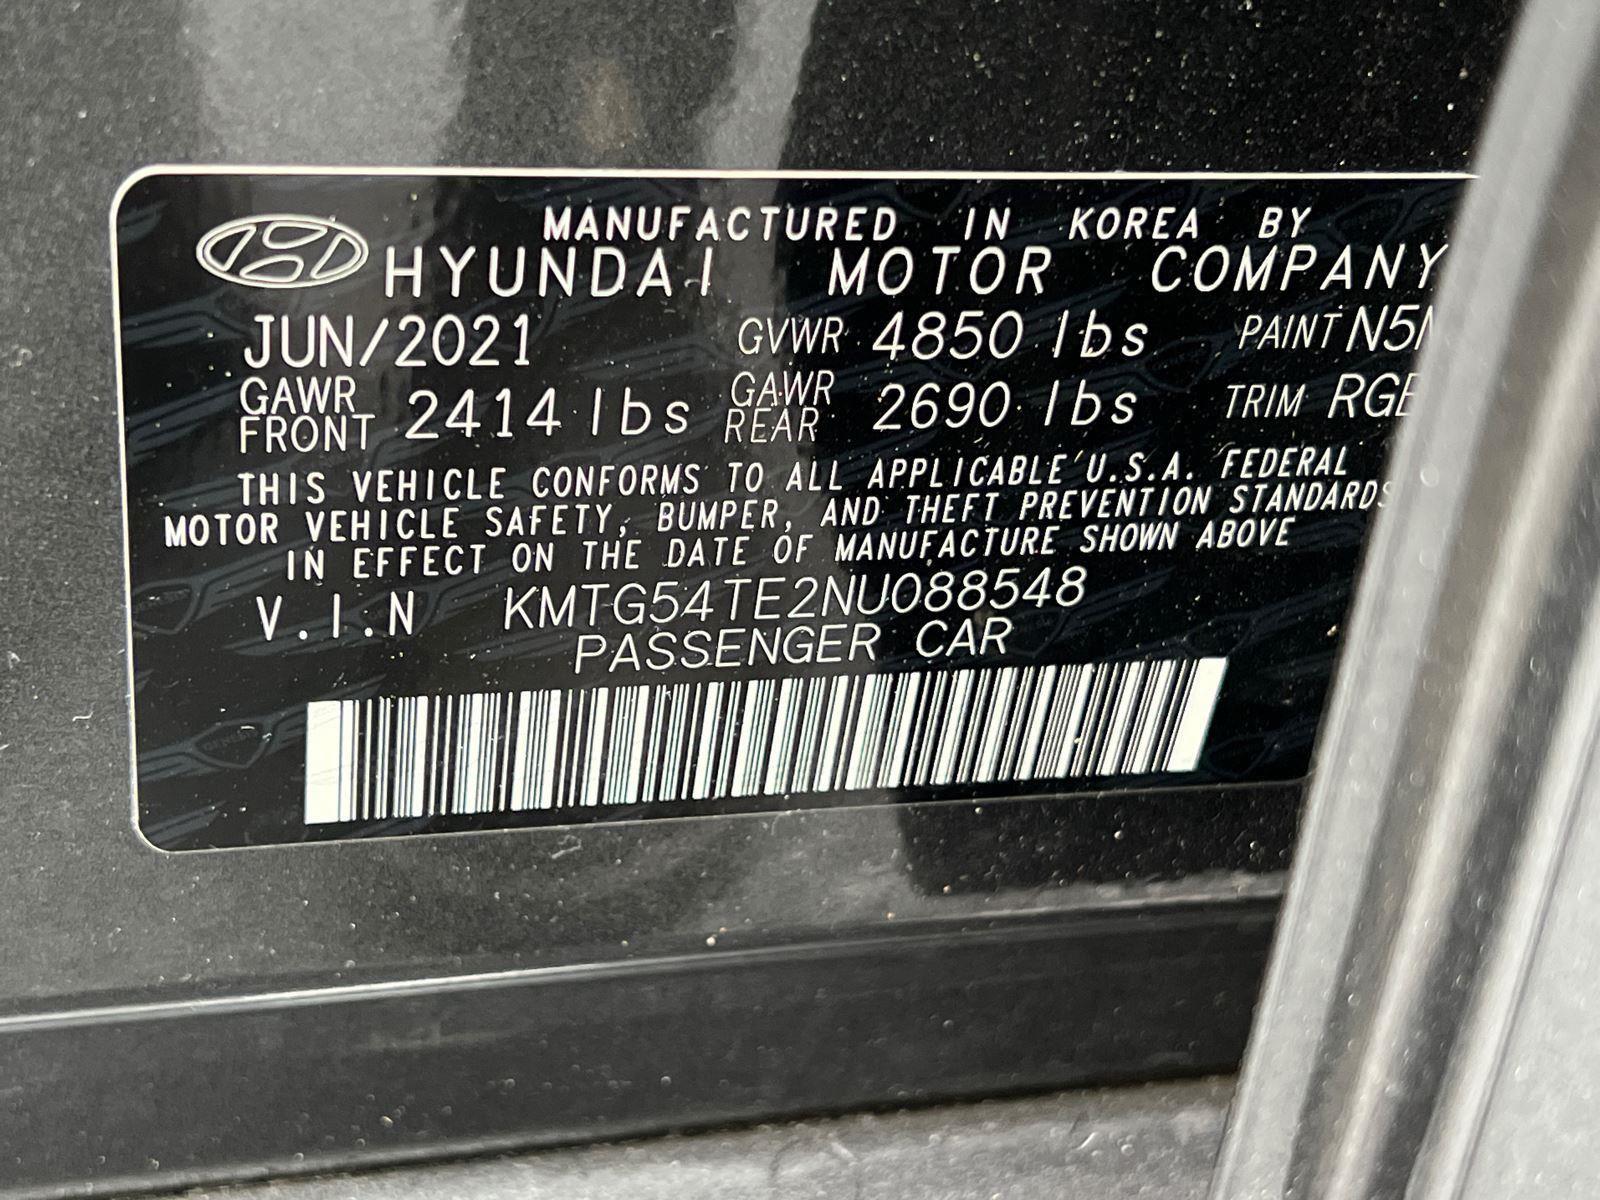 MANUFACTURED IN KOREA BY
HYUNDAI MOTOR COMPANY
JUN/2021 GVWR 4850 lbs PAINT
GAWR FRONT 2414 lbs GAWR REAR 2690 lbs TRIM
THIS VEHICLE CONFORMS TO ALL APPLICABLE U.S.A. FEDERAL
MOTOR VEHICLE SAFETY, BUMPER, AND THEFT PREVENTION STANDARDS
IN EFFECT ON THE DATE OF MANUFACTURE SHOWN ABOVE
V.I.N KMTG54TE2NU088548
PASSENGER CAR